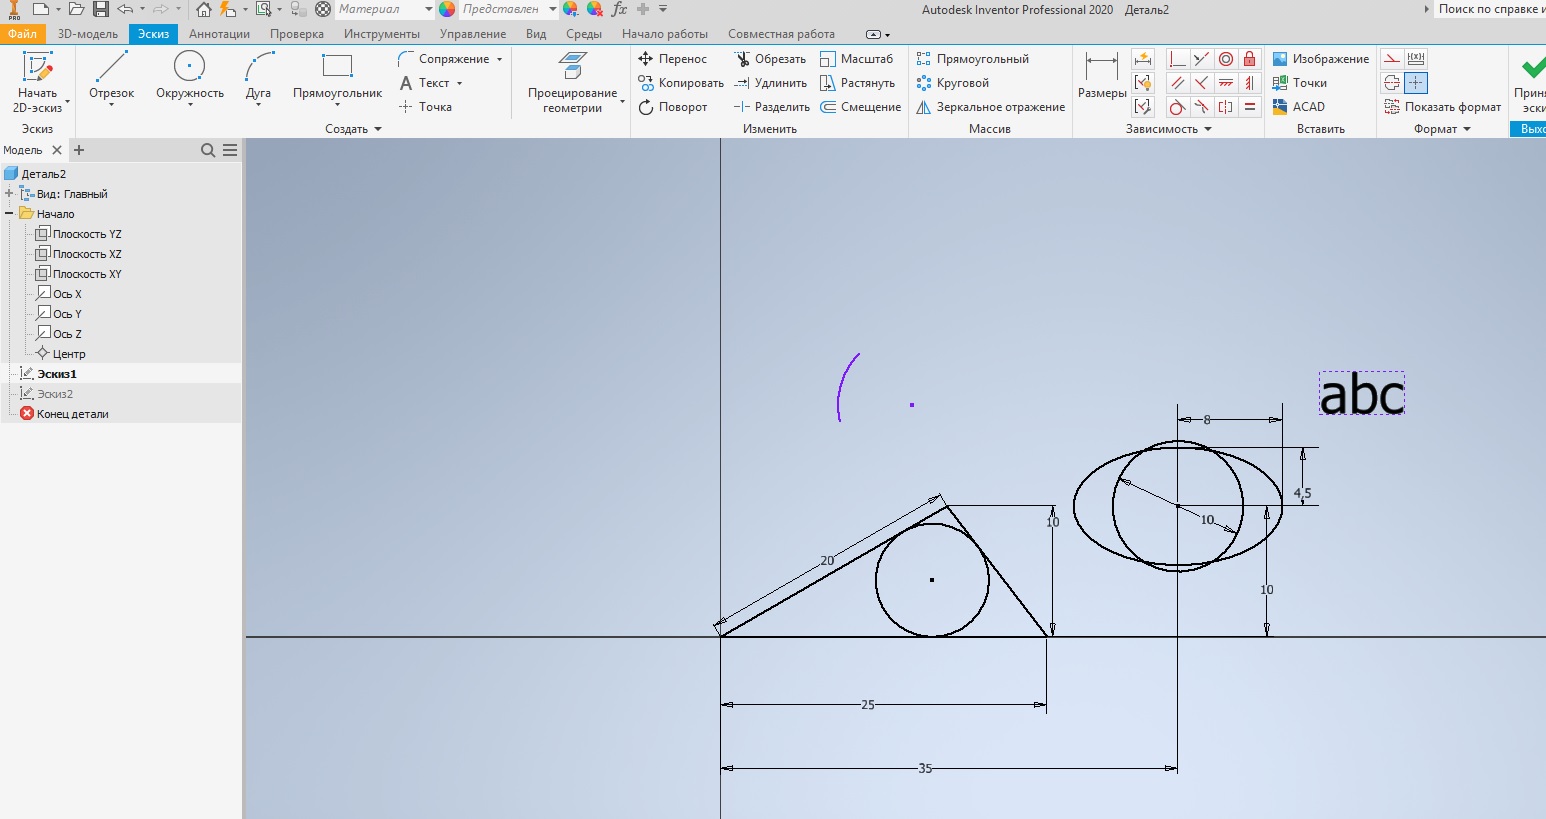 PRO Материал Представлен fx Autodesk Inventor Professional 2020 Деталь2 Поиск по справке и
Файл 3D-модель Эскиз Аннотации Проверка Инструменты Управление Вид Среды Начало работы Совместная работа
Начать 2D-эскиз
Отрезок Окружность Дуга Прямоугольник
Сопряжение
A Текст
Точка
Проецирование геометрии
Перенос Обрезать Масштаб
Копировать Удлинить Растянуть
Поворот Разделить Смещение
Прямоугольный
Круговой
Зеркальное отражение
Размеры
Изображение
Точки
ACAD
Показать формат
Приня
эски
Эскиз Создать Изменить Массив Зависимость Вставить Формат Выхо
Модель
Деталь2
Вид: Главный
Начало
Плоскость YZ
Плоскость XZ
Плоскость XY
Ось X
Ось Y
Ось Z
Центр
Эскиз1
Эскиз2
Конец детали
abc
8
4,5
10
10
20
10
25
35